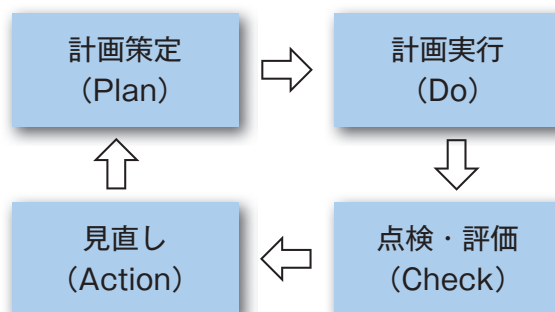 計画策定
（Plan）
計画実行
（Do）
見直し
（Action）
点検・評価
（Check）